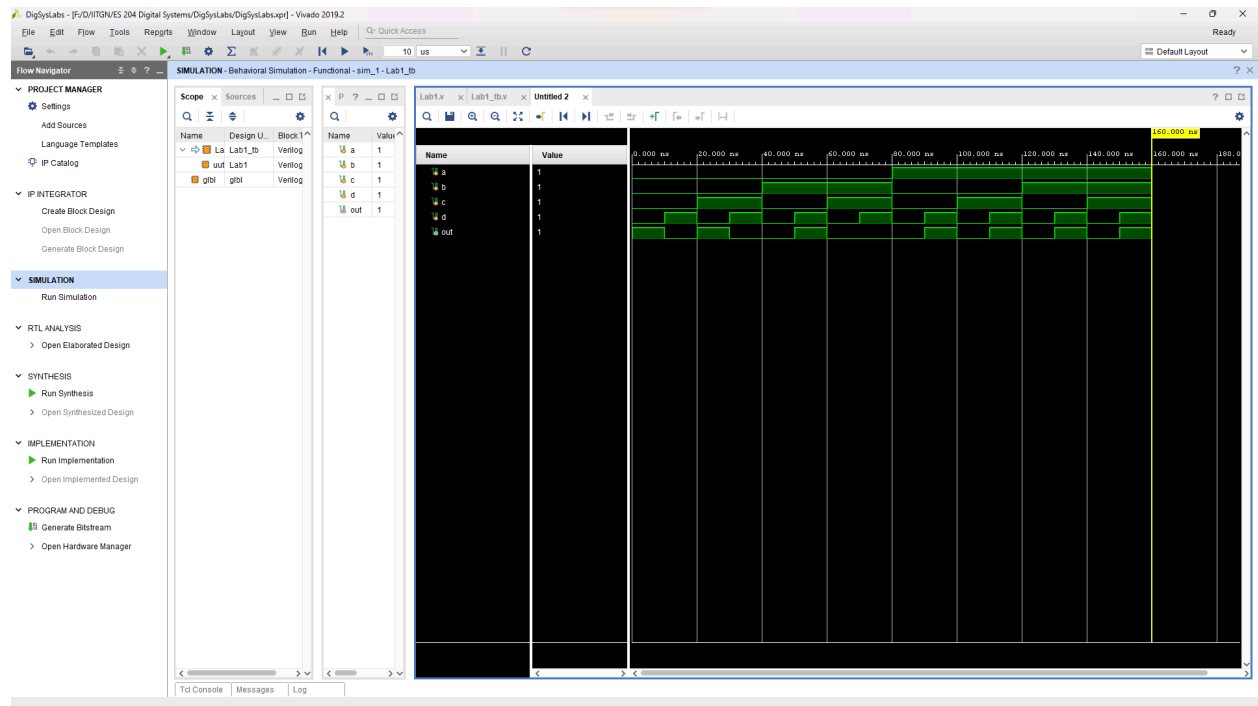 DigSysLabs - [F:/D/IITGN/ES 204 Digital Systems/DigSysLabs/DigSysLabs.xpr] - Vivado 2019.2
File Edit Flow Tools Reports Window Layout View Run Help Q- Quick Access Ready
10 us Default Layout
Flow Navigator
SIMULATION - Behavioral Simulation - Functional - sim_1 - Lab1_tb
PROJECT MANAGER
Settings
Add Sources
Language Templates
IP Catalog
IP INTEGRATOR
Create Block Design
Open Block Design
Generate Block Design
SIMULATION
Run Simulation
RTL ANALYSIS
Open Elaborated Design
SYNTHESIS
Run Synthesis
Open Synthesized Design
IMPLEMENTATION
Run Implementation
Open Implemented Design
PROGRAM AND DEBUG
Generate Bitstream
Open Hardware Manager
Scope Sources
Name Design U... Block T
La Lab1_tb Verilog
uut Lab1 Verilog
glbl glbl Verilog
P
Name Value
a 1
b 1
c 1
d 1
out 1
Lab1.v Lab1_tb.v Untitled 2
160.000 ns
Name Value
0.000 ns 20.000 ns 40.000 ns 60.000 ns 80.000 ns 100.000 ns 120.000 ns 140.000 ns 160.000 ns 180.0
a 1
b 1
c 1
d 1
out 1
Tcl Console Messages Log